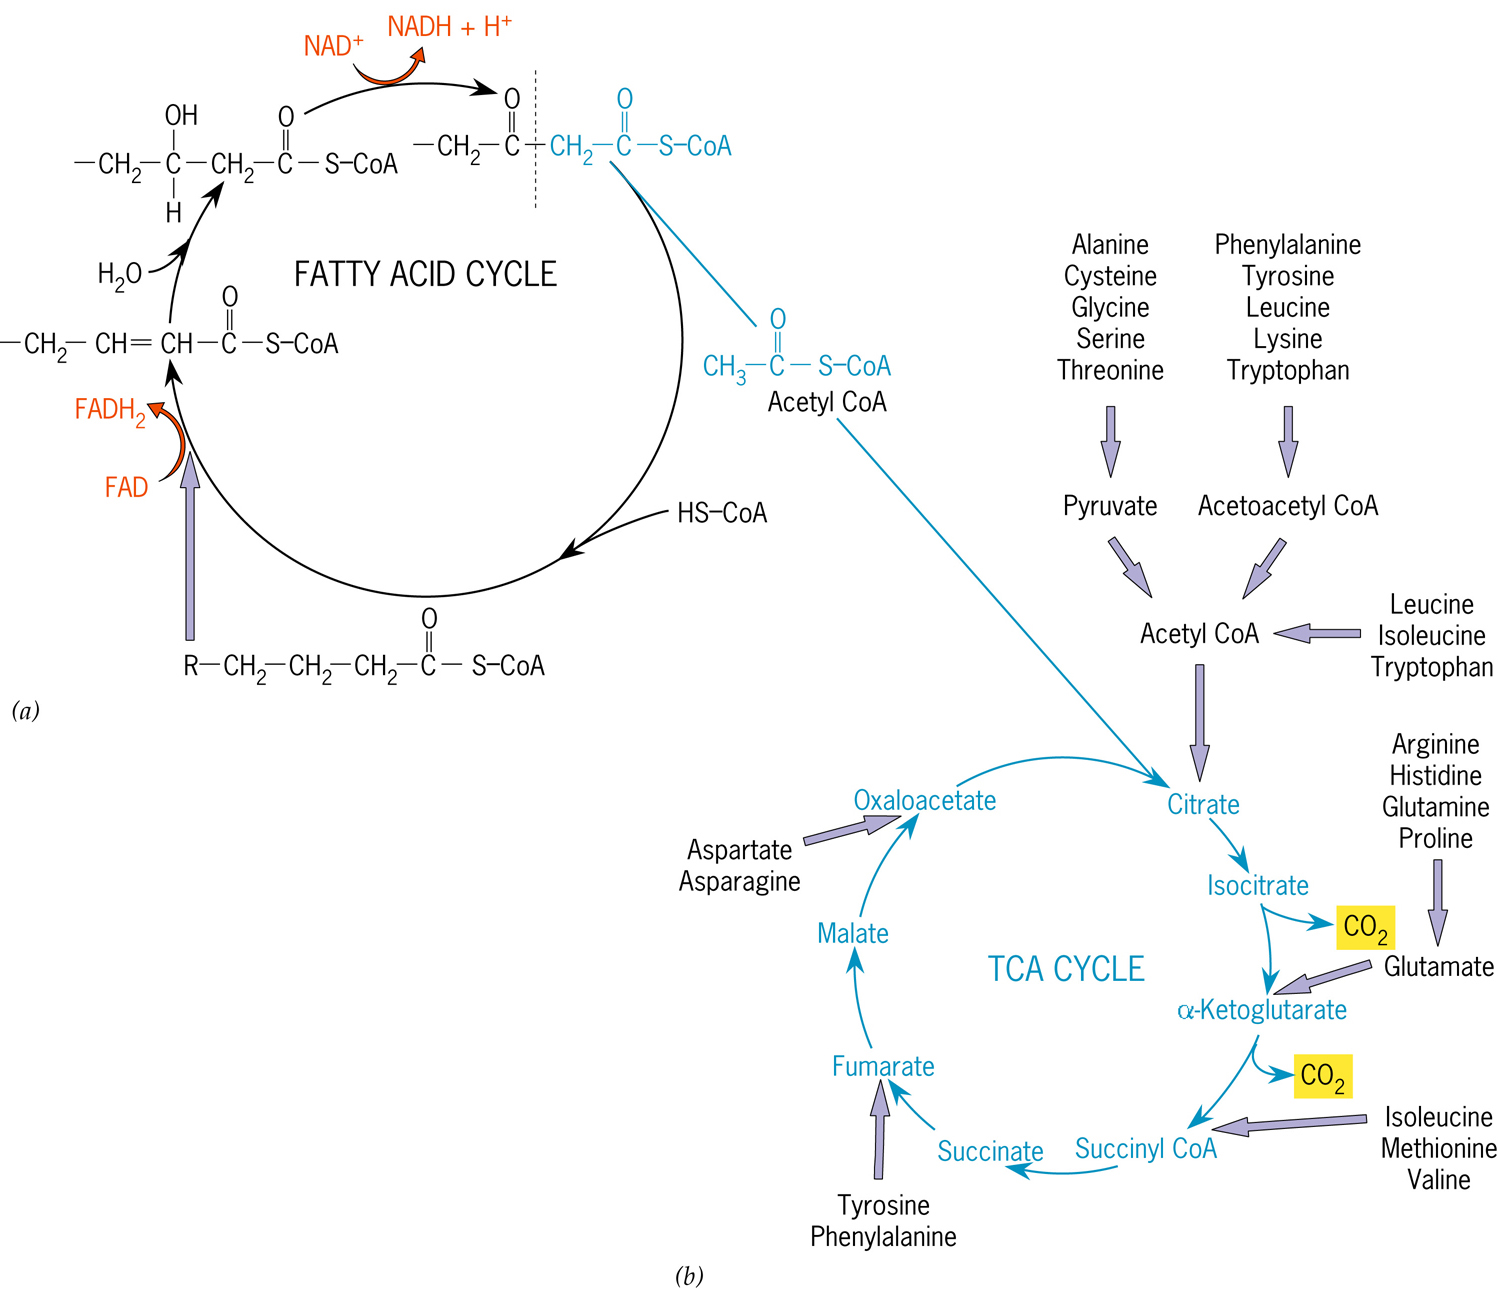 NAD+
NADH + H+
OH
O
–CH2–C–CH2–C–S–CoA
H
O
O
–CH2–C–CH2–C–S–CoA
H2O
FATTY ACID CYCLE
O
–CH2–CH=CH–C–S–CoA
FADH2
FAD
O
CH3–C–S–CoA
Acetyl CoA
HS–CoA
O
R–CH2–CH2–CH2–C–S–CoA
(a)
Alanine
Cysteine
Glycine
Serine
Threonine
Phenylalanine
Tyrosine
Leucine
Lysine
Tryptophan
Pyruvate
Acetoacetyl CoA
Acetyl CoA
Leucine
Isoleucine
Tryptophan
Arginine
Histidine
Glutamine
Proline
Glutamate
Oxaloacetate
Citrate
Aspartate
Asparagine
Isocitrate
CO2
Malate
TCA CYCLE
α-Ketoglutarate
CO2
Fumarate
Succinate
Succinyl CoA
Isoleucine
Methionine
Valine
Tyrosine
Phenylalanine
(b)